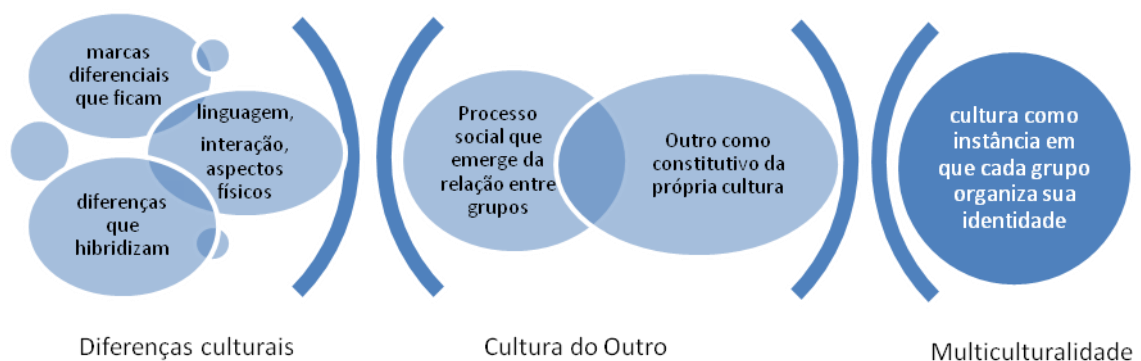 marcas
diferenciais
que ficam
linguagem,
interação,
aspectos
físicos
diferenças
que
hibridizam
Processo
social que
emerge da
relação entre
grupos
Outro como
constitutivo da
própria cultura
cultura como
instância em
que cada grupo
organiza sua
identidade
Diferenças culturais
Cultura do Outro
Multiculturalidade